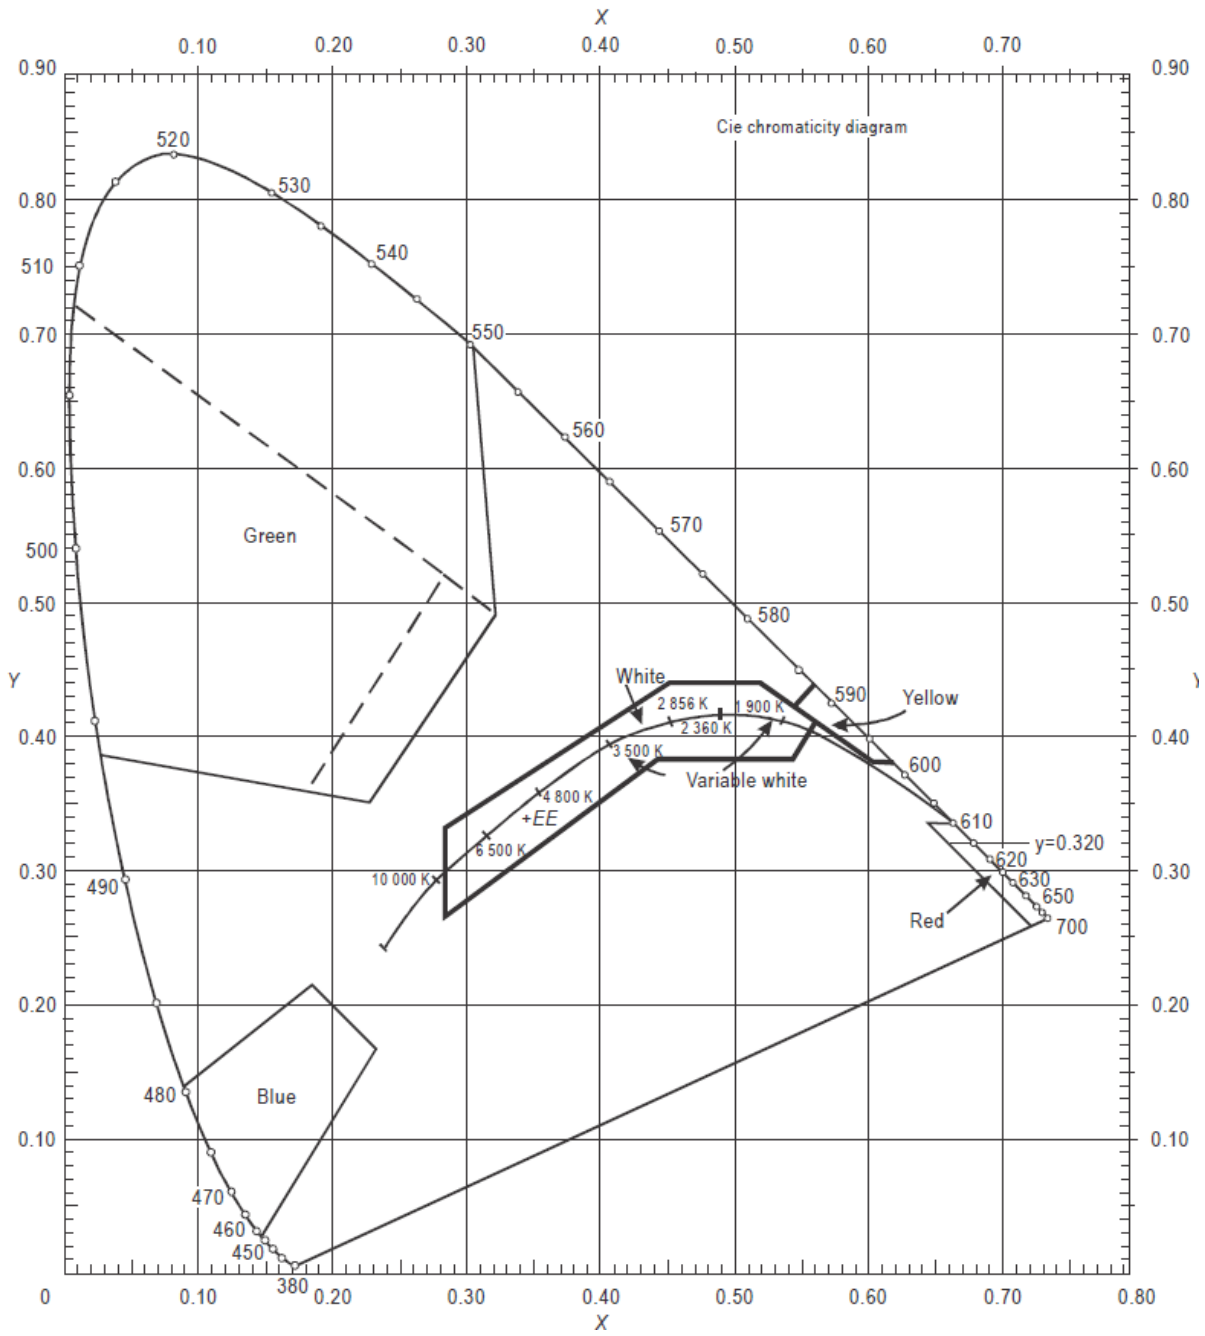 X
0.10 0.20 0.30 0.40 0.50 0.60 0.70
0.90 0.90
Cie chromaticity diagram
520
530
0.80 0.80
540
510
0.70 550 0.70
560
0.60 0.60
570
Green
500
0.50 580 0.50
Y White 590 Yellow Y
2 856 K 1 900 K
2 360 K
0.40 3 500 K 0.40
Variable white 600
4 800 K
+EE 610
6 500 K y=0.320
620
0.30 10 000 K 630 0.30
490 650
Red 700
0.20 0.20
480 Blue
0.10 0.10
470
460
450
380
0 0.10 0.20 0.30 0.40 0.50 0.60 0.70 0.80
X